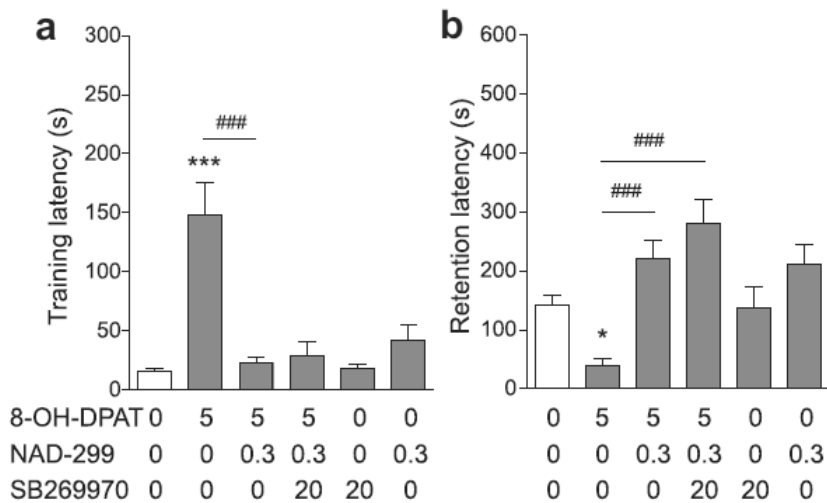 a
300
250
200
150
100
50
0
Training latency (s)
###
***
b
600
500
400
300
200
100
0
Retention latency (s)
###
###
*
8-OH-DPAT 0 5 5 5 0 0 0 5 5 5 0 0
NAD-299 0 0 0.3 0.3 0 0.3 0 0 0.3 0.3 0 0.3
SB269970 0 0 0 20 20 0 0 0 0 20 20 0